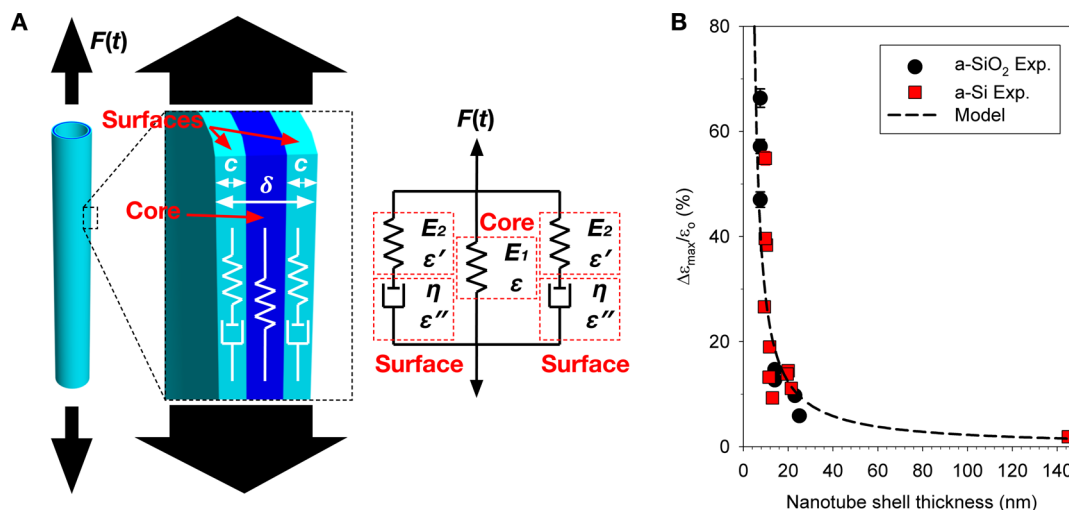 A
F(t)
Surfaces
c
c
δ
Core
F(t)
Core
E2
ε′
E1
ε
E2
ε′
η
ε″
η
ε″
Surface
Surface
B
Δεmax/εo (%)
80
60
40
20
0
a-SiO2 Exp.
a-Si Exp.
Model
0 20 40 60 80 100 120 140
Nanotube shell thickness (nm)